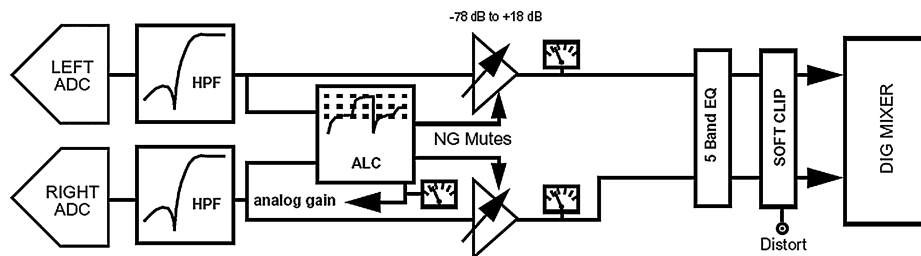 -78 dB to +18 dB
LEFT
ADC
HPF
NG Mutes
ALC
RIGHT
ADC
HPF
analog gain
5 Band EQ
SOFT CLIP
Distort
DIG MIXER